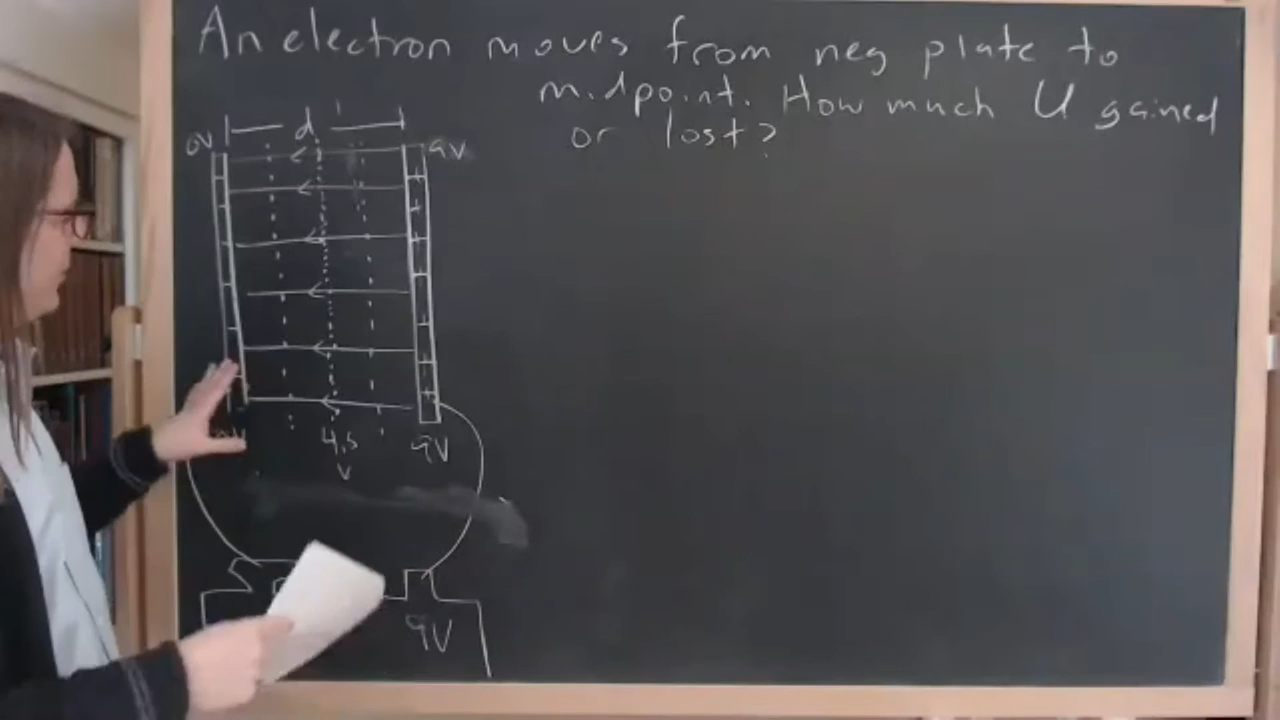 An electron moves from neg plate to
midpoint. How much U gained
or lost?
d
0V
9V
4.5
V
9V
9V